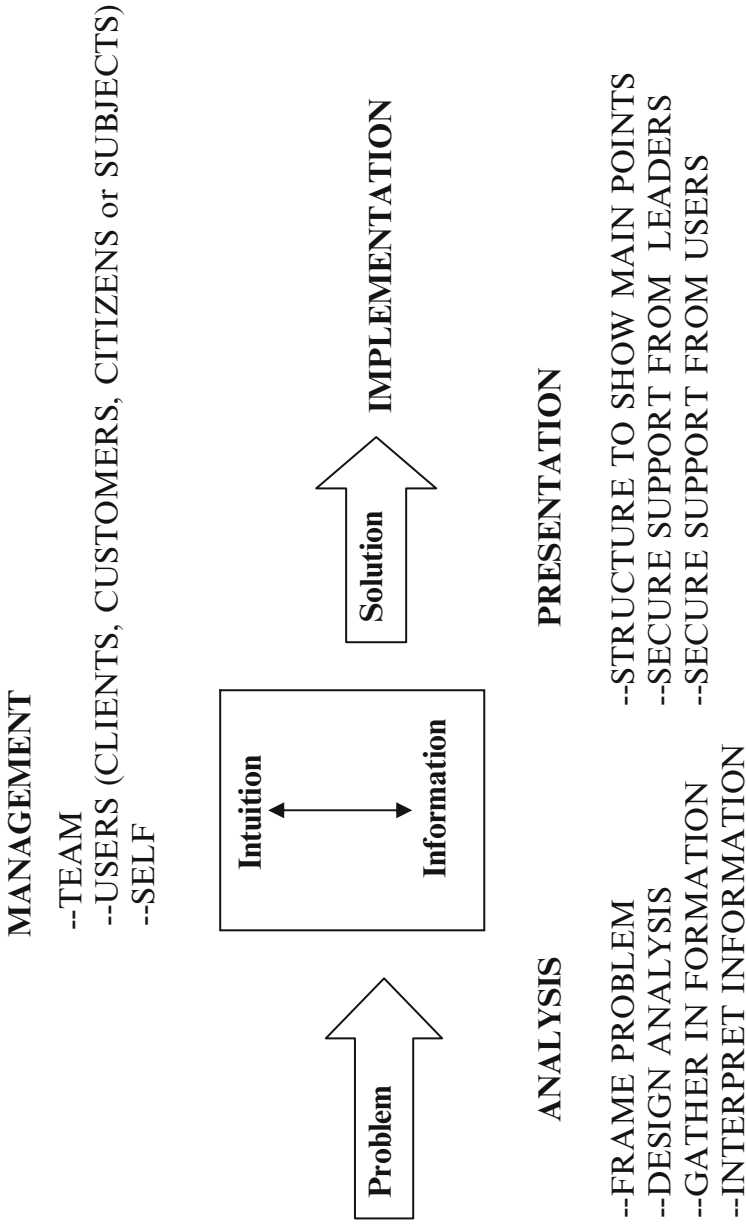 MANAGEMENT
--TEAM
--USERS (CLIENTS, CUSTOMERS, CITIZENS or SUBJECTS)
--SELF
Problem
Intuition
Information
Solution
IMPLEMENTATION
ANALYSIS
--FRAME PROBLEM
--DESIGN ANALYSIS
--GATHER IN FORMATION
--INTERPRET INFORMATION
PRESENTATION
--STRUCTURE TO SHOW MAIN POINTS
--SECURE SUPPORT FROM LEADERS
--SECURE SUPPORT FROM USERS